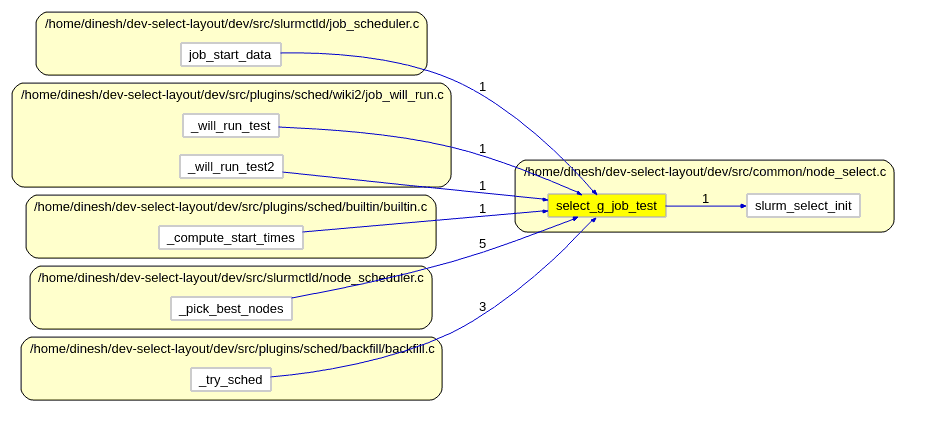 /home/dinesh/dev-select-layout/dev/src/slurmctld/job_scheduler.c
job_start_data
1
/home/dinesh/dev-select-layout/dev/src/plugins/sched/wiki2/job_will_run.c
_will_run_test
1
_will_run_test2
1
/home/dinesh/dev-select-layout/dev/src/common/node_select.c
select_g_job_test
1
slurm_select_init
/home/dinesh/dev-select-layout/dev/src/plugins/sched/builtin/builtin.c
1
_compute_start_times
5
/home/dinesh/dev-select-layout/dev/src/slurmctld/node_scheduler.c
_pick_best_nodes
3
/home/dinesh/dev-select-layout/dev/src/plugins/sched/backfill/backfill.c
_try_sched